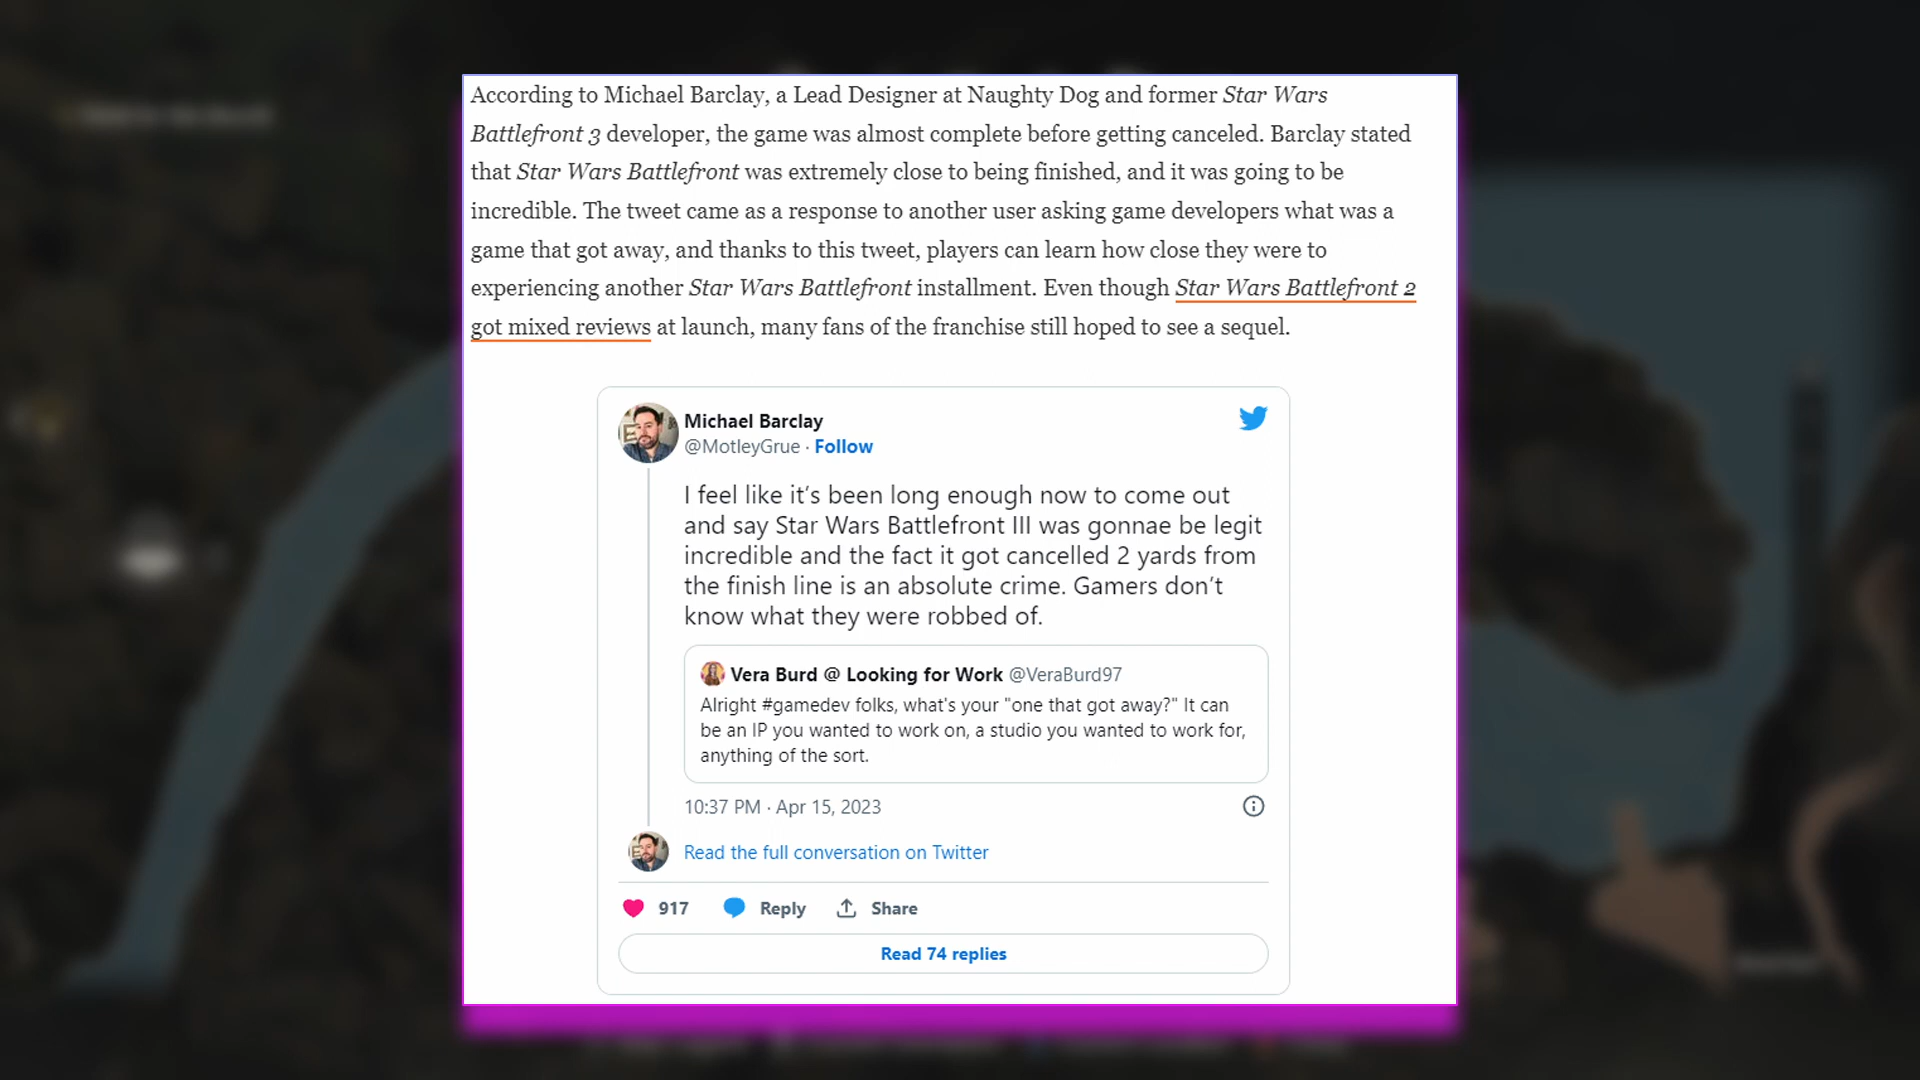 According to Michael Barclay, a Lead Designer at Naughty Dog and former Star Wars
Battlefront 3 developer, the game was almost complete before getting canceled. Barclay stated
that Star Wars Battlefront was extremely close to being finished, and it was going to be
incredible. The tweet came as a response to another user asking game developers what was a
game that got away, and thanks to this tweet, players can learn how close they were to
experiencing another Star Wars Battlefront installment. Even though Star Wars Battlefront 2
got mixed reviews at launch, many fans of the franchise still hoped to see a sequel.
Michael Barclay
@MotleyGrue · Follow
I feel like it’s been long enough now to come out
and say Star Wars Battlefront III was gonnae be legit
incredible and the fact it got cancelled 2 yards from
the finish line is an absolute crime. Gamers don’t
know what they were robbed of.
Vera Burd @ Looking for Work @VeraBurd97
Alright #gamedev folks, what's your "one that got away?" It can
be an IP you wanted to work on, a studio you wanted to work for,
anything of the sort.
10:37 PM · Apr 15, 2023
Read the full conversation on Twitter
917 Reply Share
Read 74 replies